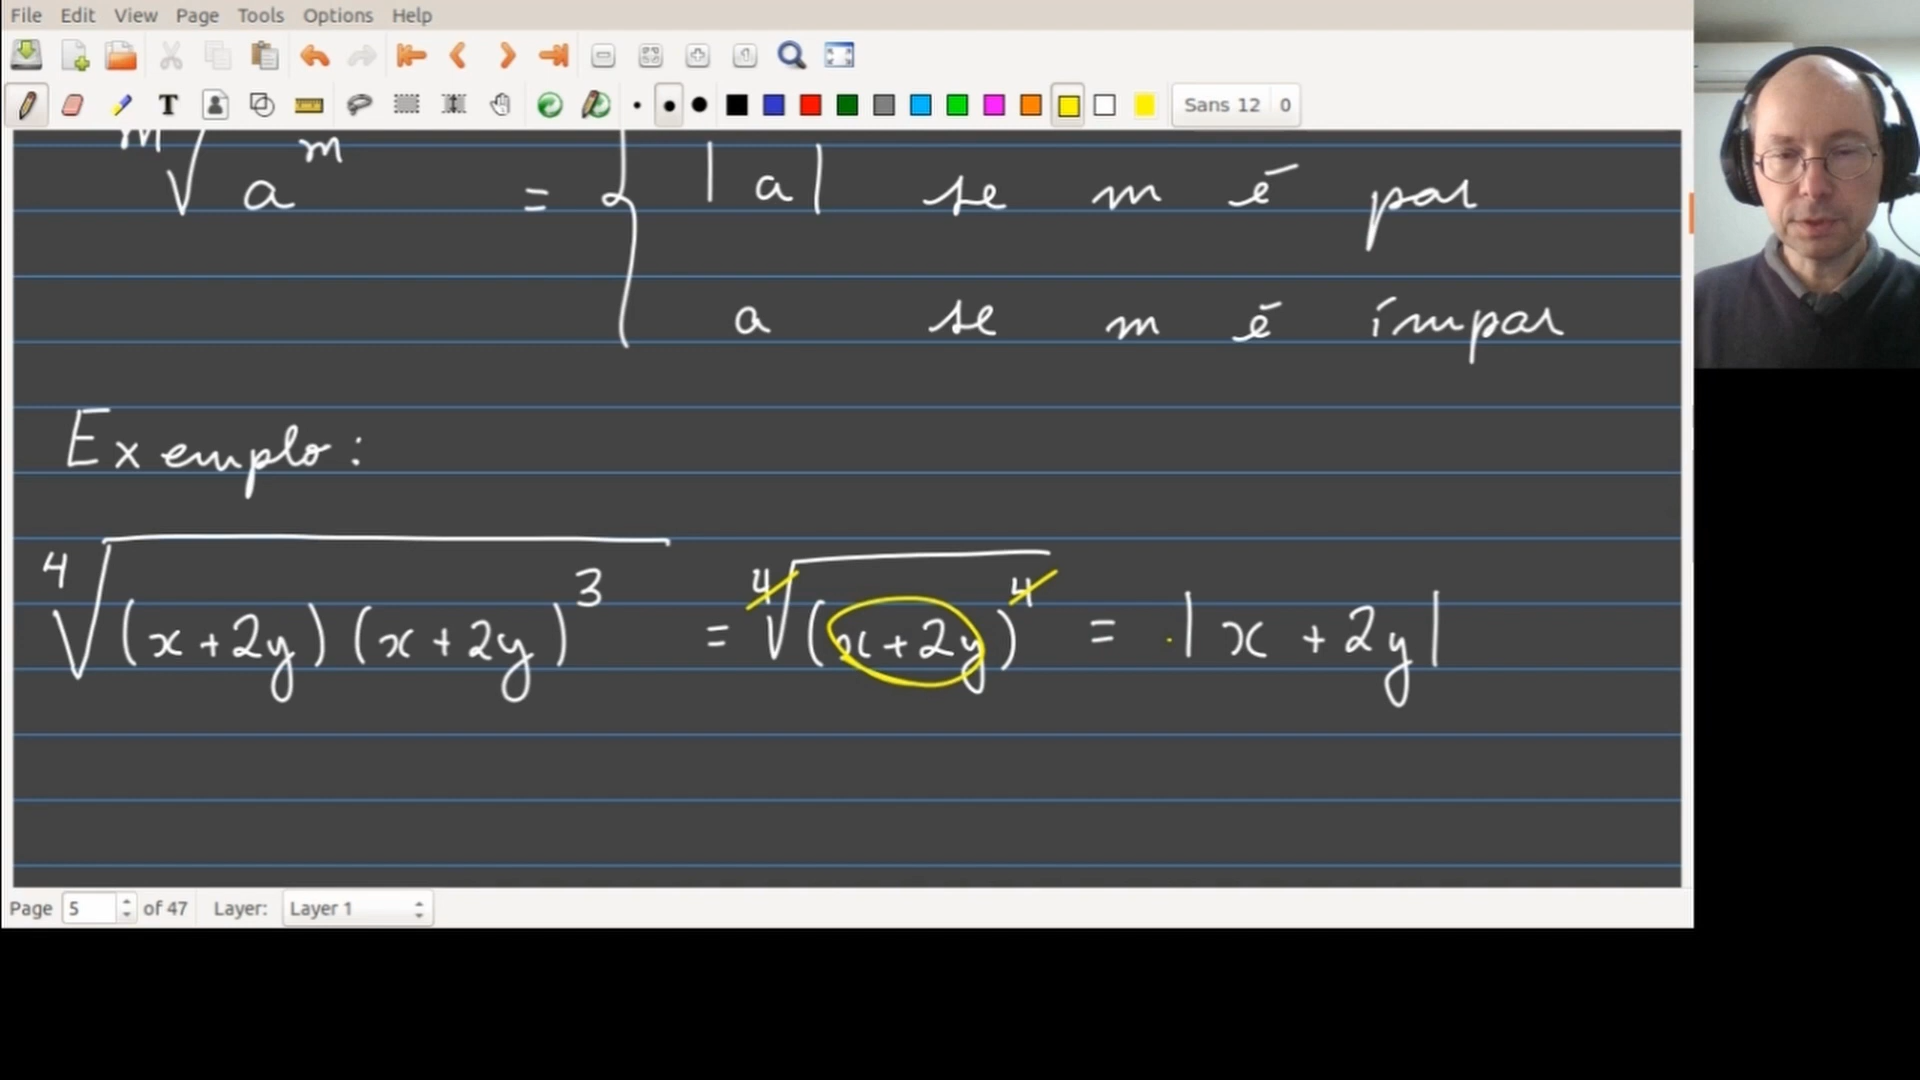 File Edit View Page Tools Options Help
Sans 12 0
ᵐ√a ᵐ = { |a| se m é par
a se m é ímpar
Exemplo:
⁴√(x+2y)(x+2y)³ = ⁴√(x+2y)⁴ = |x+2y|
Page 5 of 47 Layer: Layer 1